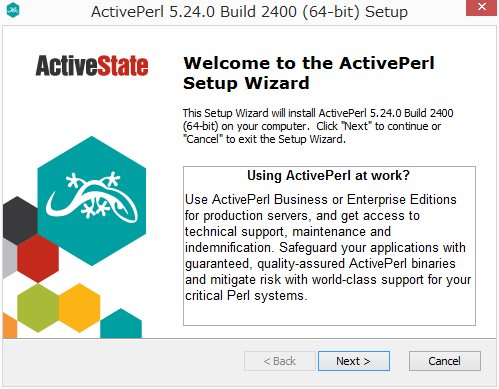 ActivePerl 5.24.0 Build 2400 (64-bit) Setup
ActiveState
Welcome to the ActivePerl
Setup Wizard
This Setup Wizard will install ActivePerl 5.24.0 Build 2400
(64-bit) on your computer. Click "Next" to continue or
"Cancel" to exit the Setup Wizard.
Using ActivePerl at work?
Use ActivePerl Business or Enterprise Editions
for production servers, and get access to
technical support, maintenance and
indemnification. Safeguard your applications with
guaranteed, quality-assured ActivePerl binaries
and mitigate risk with world-class support for your
critical Perl systems.
< Back
Next >
Cancel